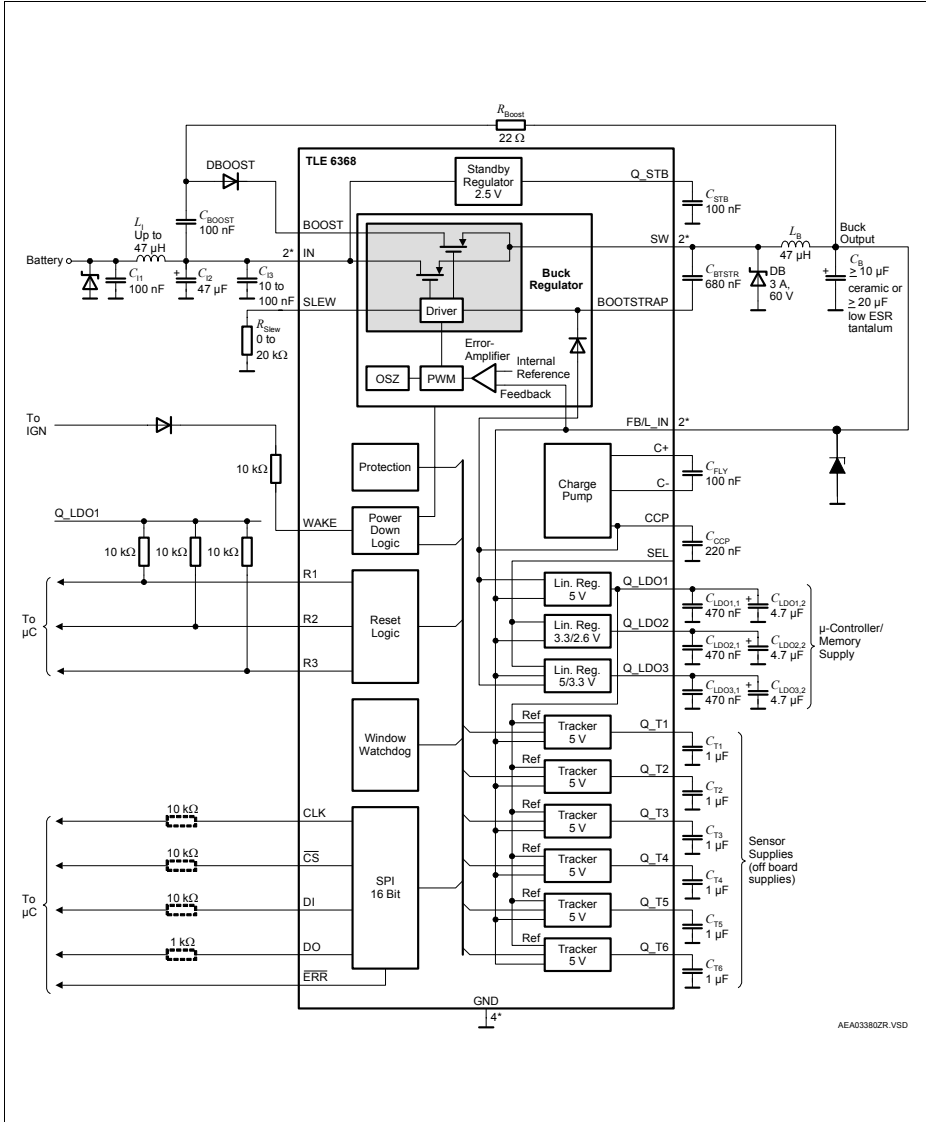 R_Boost
22 Ω
TLE 6368
DBOOST
Standby
Regulator
2.5 V
Q_STB
C_STB
100 nF
BOOST
C_BOOST
100 nF
L_I
Up to
47 µH
Battery
2*
IN
C_I1
100 nF
+
C_I2
47 µF
C_I3
10 to
100 nF
SLEW
R_Slew
0 to
20 kΩ
Driver
Buck
Regulator
SW
2*
L_B
47 µH
Buck
Output
C_BTSTR
680 nF
BOOTSTRAP
DB
3 A,
60 V
+
C_B
≥ 10 µF
ceramic or
≥ 20 µF
low ESR
tantalum
Error-
Amplifier
Internal
Reference
Feedback
OSZ
PWM
FB/L_IN
2*
To
IGN
10 kΩ
WAKE
Protection
Power
Down
Logic
Charge
Pump
C+
C-
C_FLY
100 nF
CCP
C_CCP
220 nF
SEL
Q_LDO1
10 kΩ
10 kΩ
10 kΩ
To
µC
R1
R2
R3
Reset
Logic
Lin. Reg.
5 V
Q_LDO1
C_LDO1,1
470 nF
+
C_LDO1,2
4.7 µF
Lin. Reg.
3.3/2.6 V
Q_LDO2
C_LDO2,1
470 nF
+
C_LDO2,2
4.7 µF
Lin. Reg.
5/3.3 V
Q_LDO3
C_LDO3,1
470 nF
+
C_LDO3,2
4.7 µF
µ-Controller/
Memory
Supply
Window
Watchdog
Ref
Tracker
5 V
Q_T1
C_T1
1 µF
Ref
Tracker
5 V
Q_T2
C_T2
1 µF
Ref
Tracker
5 V
Q_T3
C_T3
1 µF
Ref
Tracker
5 V
Q_T4
C_T4
1 µF
Ref
Tracker
5 V
Q_T5
C_T5
1 µF
Ref
Tracker
5 V
Q_T6
C_T6
1 µF
Sensor
Supplies
(off board
supplies)
To
µC
10 kΩ
CLK
10 kΩ
CS
10 kΩ
DI
1 kΩ
DO
ERR
SPI
16 Bit
GND
4*
AEA03380ZR.VSD